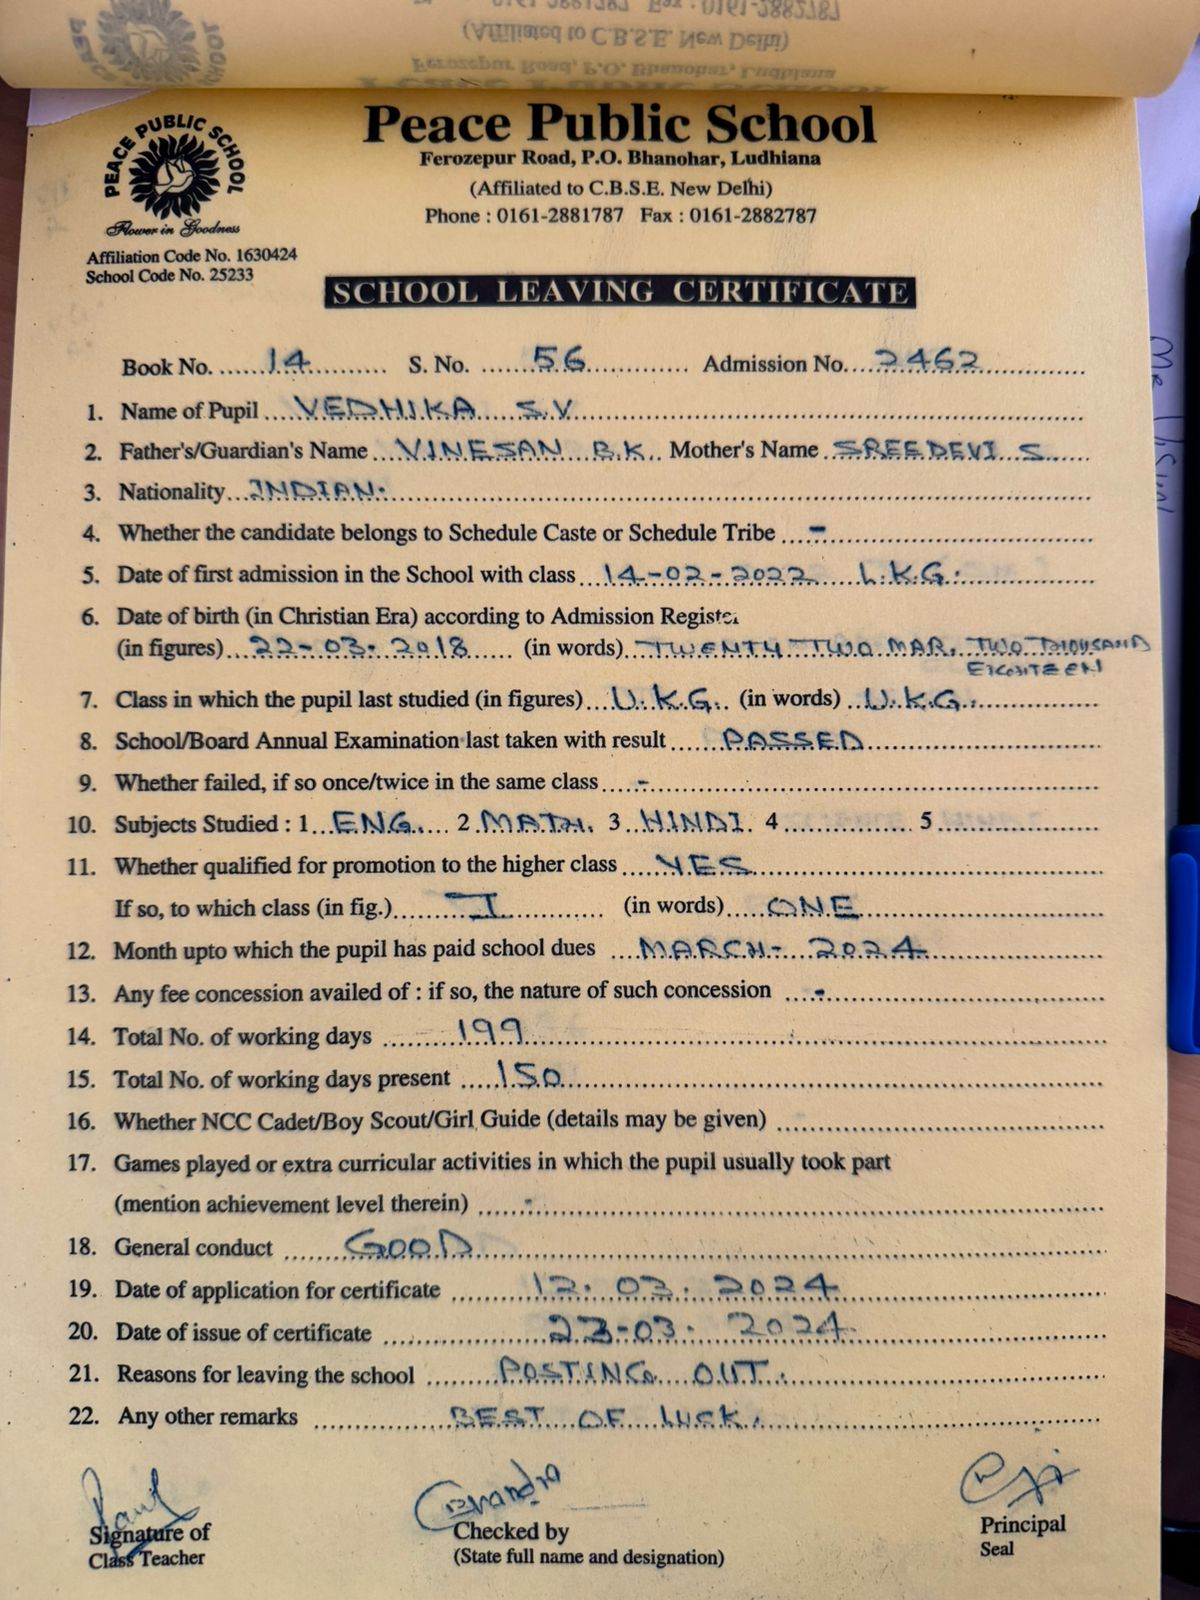 Phone : 0161-2881787 Fax : 0161-2882787
(Affiliated to C.B.S.E. New Delhi)
Ferozepur Road, P.O. Bhanohar, Ludhiana
Peace Public School
PEACE PUBLIC SCHOOL
Flower in Goodness
Peace Public School
Ferozepur Road, P.O. Bhanohar, Ludhiana
(Affiliated to C.B.S.E. New Delhi)
Phone : 0161-2881787 Fax : 0161-2882787
Affiliation Code No. 1630424
School Code No. 25233
SCHOOL LEAVING CERTIFICATE
Book No. 14 S. No. 56 Admission No. 2462
1. Name of Pupil VEDHIKA S.V.
2. Father's/Guardian's Name VINESAN B.K. Mother's Name SREEDEVI S.
3. Nationality INDIAN.
4. Whether the candidate belongs to Schedule Caste or Schedule Tribe -
5. Date of first admission in the School with class 14-02-2022 L.K.G.
6. Date of birth (in Christian Era) according to Admission Register
(in figures) 22-03-2018 (in words) TWENTY TWO MAR. TWO THOUSAND
EIGHTEEN
7. Class in which the pupil last studied (in figures) U.K.G. (in words) U.K.G.
8. School/Board Annual Examination last taken with result PASSED
9. Whether failed, if so once/twice in the same class -
10. Subjects Studied : 1 ENG. 2 MATH. 3 HINDI. 4 5
11. Whether qualified for promotion to the higher class YES
If so, to which class (in fig.) I (in words) ONE
12. Month upto which the pupil has paid school dues MARCH- 2024
13. Any fee concession availed of : if so, the nature of such concession -
14. Total No. of working days 199
15. Total No. of working days present 150
16. Whether NCC Cadet/Boy Scout/Girl Guide (details may be given)
17. Games played or extra curricular activities in which the pupil usually took part
(mention achievement level therein) -
18. General conduct GOOD
19. Date of application for certificate 12.03.2024
20. Date of issue of certificate 23-03-2024
21. Reasons for leaving the school POSTING OUT.
22. Any other remarks BEST OF LUCK.
Chandra
Signature of
Class Teacher
Checked by
(State full name and designation)
Principal
Seal